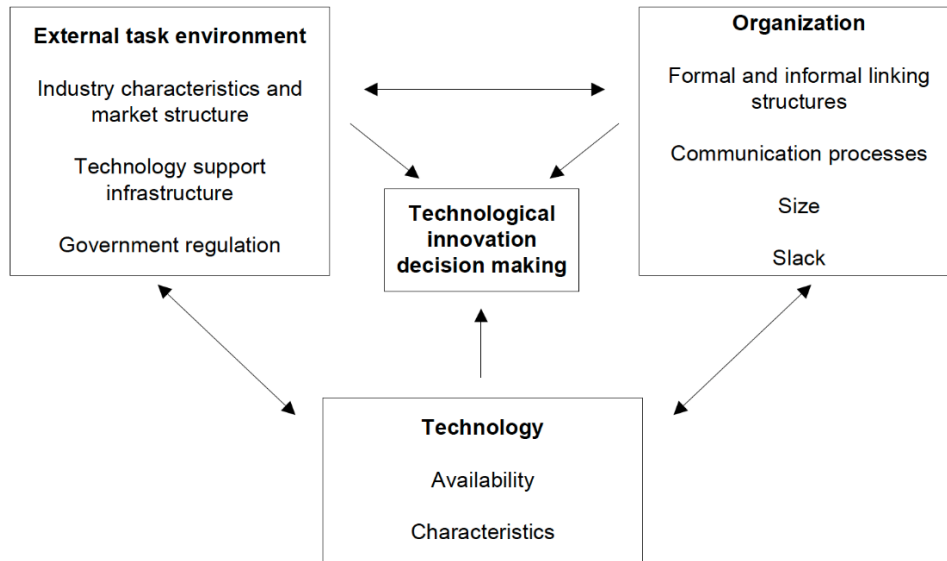 External task environment
Industry characteristics and
market structure
Technology support
infrastructure
Government regulation
Organization
Formal and informal linking
structures
Communication processes
Size
Slack
Technological
innovation
decision making
Technology
Availability
Characteristics